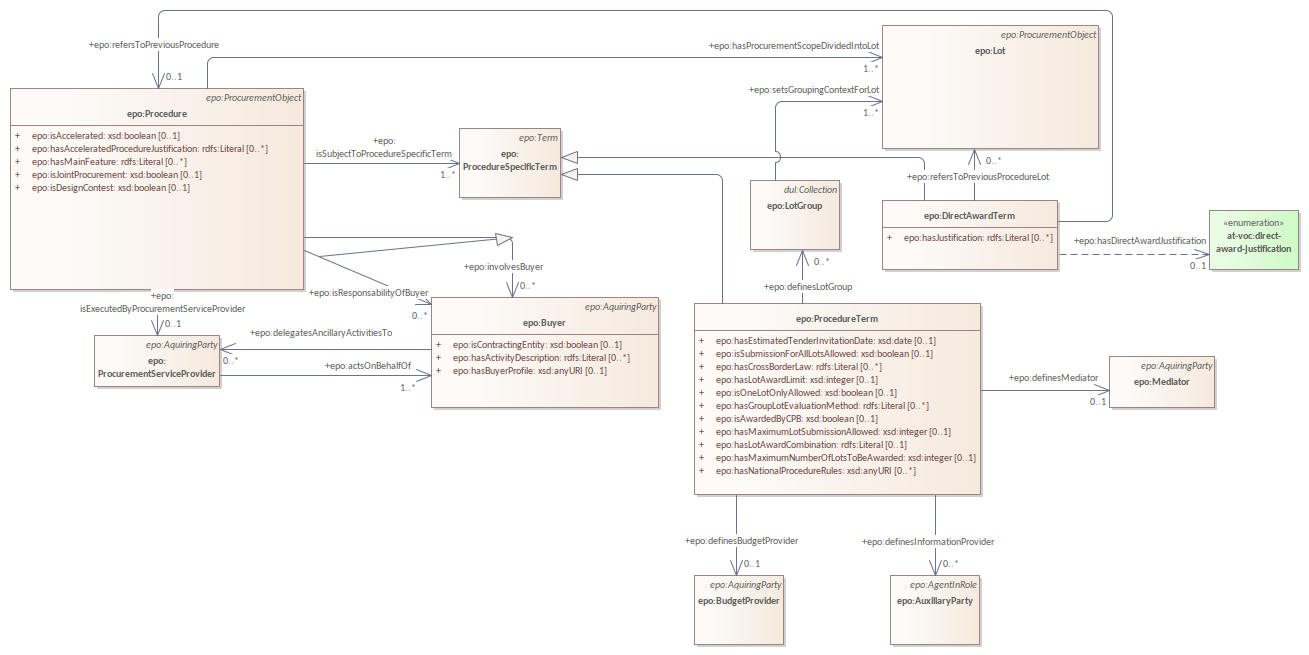 +epo:refersToPreviousProcedure
0..1
+epo:hasProcurementScopeDividedIntoLot
1..*
epo:ProcurementObject
epo:Lot
+epo:setsGroupingContextForLot
1..*
epo:ProcurementObject
epo:Procedure
+ epo:isAccelerated: xsd:boolean [0..1]
+ epo:hasAcceleratedProcedureJustification: rdfs:Literal [0..*]
+ epo:hasMainFeature: rdfs:Literal [0..*]
+ epo:isJointProcurement: xsd:boolean [0..1]
+ epo:isDesignContest: xsd:boolean [0..1]
+epo:
isSubjectToProcedureSpecificTerm
1..*
epo:Term
epo:
ProcedureSpecificTerm
0..*
+epo:refersToPreviousProcedureLot
dul:Collection
epo:LotGroup
epo:DirectAwardTerm
+ epo:hasJustification: rdfs:Literal [0..*]
+epo:hasDirectAwardJustification
0..1
«enumeration»
at-voc:direct-
award-justification
+epo:involvesBuyer
0..*
+epo:isResponsabilityOfBuyer
0..*
0..*
+epo:definesLotGroup
+epo:
isExecutedByProcurementServiceProvider
0..1
epo:AquiringParty
epo:
ProcurementServiceProvider
+epo:delegatesAncillaryActivitiesTo
0..*
+epo:actsOnBehalfOf
1..*
epo:AquiringParty
epo:Buyer
+ epo:isContractingEntity: xsd:boolean [0..1]
+ epo:hasActivityDescription: rdfs:Literal [0..*]
+ epo:hasBuyerProfile: xsd:anyURI [0..1]
epo:ProcedureTerm
+ epo:hasEstimatedTenderInvitationDate: xsd:date [0..1]
+ epo:isSubmissionForAllLotsAllowed: xsd:boolean [0..1]
+ epo:hasCrossBorderLaw: rdfs:Literal [0..*]
+ epo:hasLotAwardLimit: xsd:integer [0..1]
+ epo:isOneLotOnlyAllowed: xsd:boolean [0..1]
+ epo:hasGroupLotEvaluationMethod: rdfs:Literal [0..*]
+ epo:isAwardedByCPB: xsd:boolean [0..1]
+ epo:hasMaximumLotSubmissionAllowed: xsd:integer [0..1]
+ epo:hasLotAwardCombination: rdfs:Literal [0..1]
+ epo:hasMaximumNumberOfLotsToBeAwarded: xsd:integer [0..1]
+ epo:hasNationalProcedureRules: xsd:anyURI [0..*]
+epo:definesMediator
0..1
epo:AquiringParty
epo:Mediator
+epo:definesBudgetProvider
0..1
epo:AquiringParty
epo:BudgetProvider
+epo:definesInformationProvider
0..*
epo:AgentInRole
epo:AuxiliaryParty